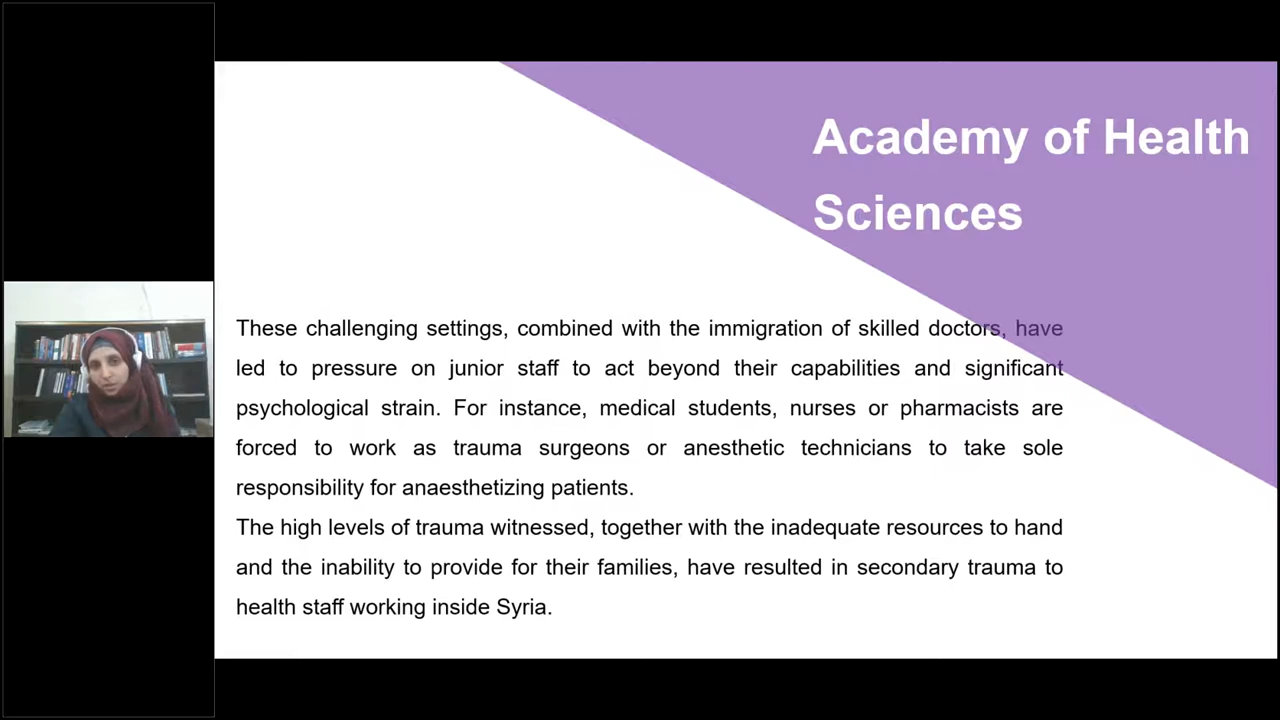 Academy of Health
Sciences
These challenging settings, combined with the immigration of skilled doctors, have
led to pressure on junior staff to act beyond their capabilities and significant
psychological strain. For instance, medical students, nurses or pharmacists are
forced to work as trauma surgeons or anesthetic technicians to take sole
responsibility for anaesthetizing patients.
The high levels of trauma witnessed, together with the inadequate resources to hand
and the inability to provide for their families, have resulted in secondary trauma to
health staff working inside Syria.